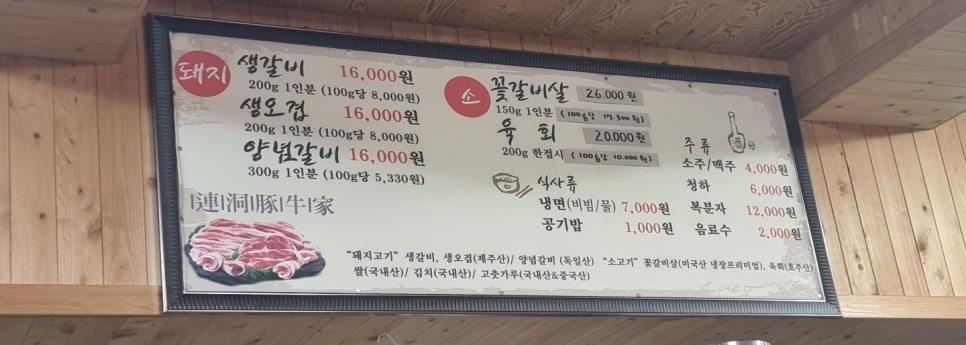 돼지
생갈비 16,000원
200g 1인분 (100g당 8,000원)
생오겹 16,000원
200g 1인분 (100g당 8,000원)
양념갈비 16,000원
300g 1인분 (100g당 5,330원)
|連|洞|豚|牛|家
소
꽃갈비살 26.000원
150g 1인분 (100g당 17.300원)
육 회 20.000원
200g 한접시 (100g당 10.000원)
식사류
냉면(비빔/물) 7,000원
공기밥 1,000원
주 류
소주/맥주 4,000원
청하 6,000원
복분자 12,000원
음료수 2,000원
"돼지고기" 생갈비, 생오겹(제주산)/ 양념갈비 (독일산) "소고기" 꽃갈비살(미국산 냉장프리미엄), 육회(호주산)
쌀(국내산)/ 김치(국내산)/ 고춧가루(국내산&중국산)